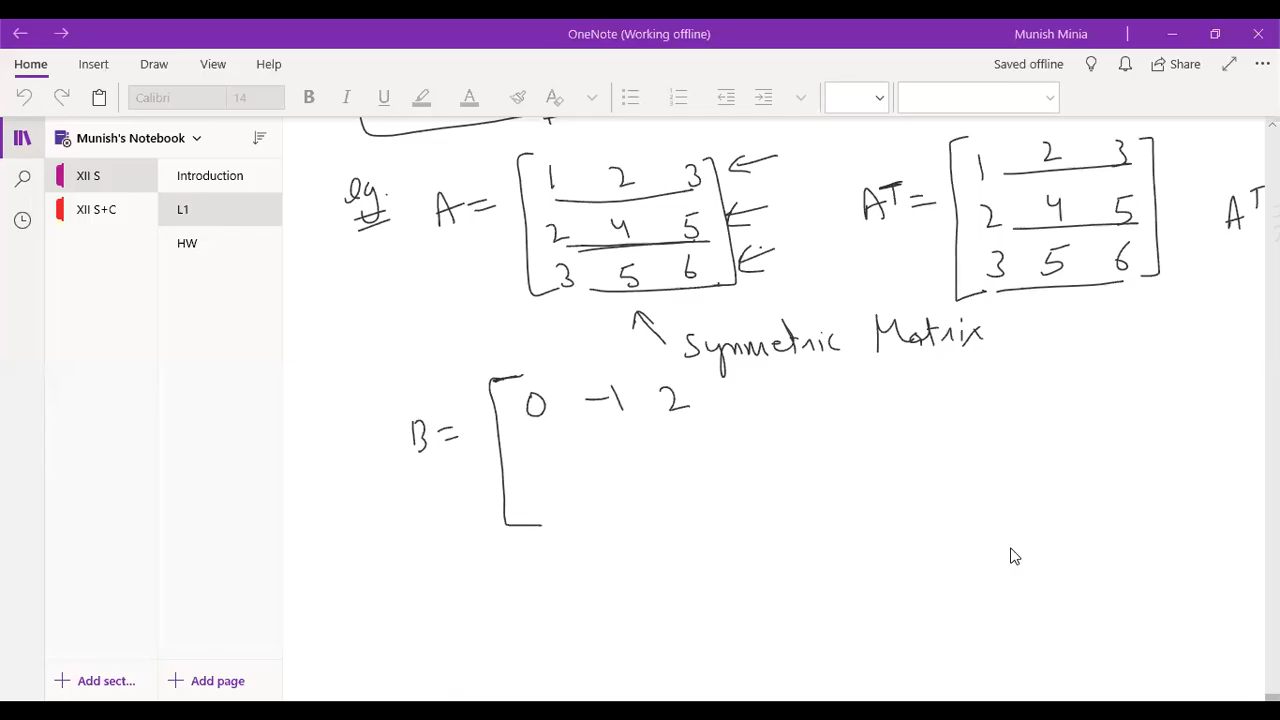 OneNote (Working offline)
Munish Minia
Home Insert Draw View Help
Saved offline
Share
Calibri 14
B I U A
Munish's Notebook
XII S
XII S+C
Introduction
L1
HW
eg. A = [ 1 2 3
2 4 5
3 5 6 ]
Aᵀ = [ 1 2 3
2 4 5
3 5 6 ]
Aᵀ
Symmetric Matrix
B = [ 0 -1 2
+ Add sect...
+ Add page